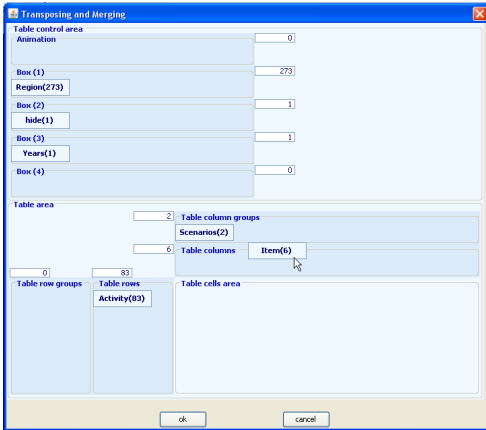 Transposing and Merging
Table control area
Animation
0
Box (1)
273
Region(273)
Box (2)
1
hide(1)
Box (3)
1
Years(1)
Box (4)
0
Table area
2
Table column groups
Scenarios(2)
6
Table columns
Item(6)
0
83
Table row groups
Table rows
Table cells area
Activity(83)
ok
cancel